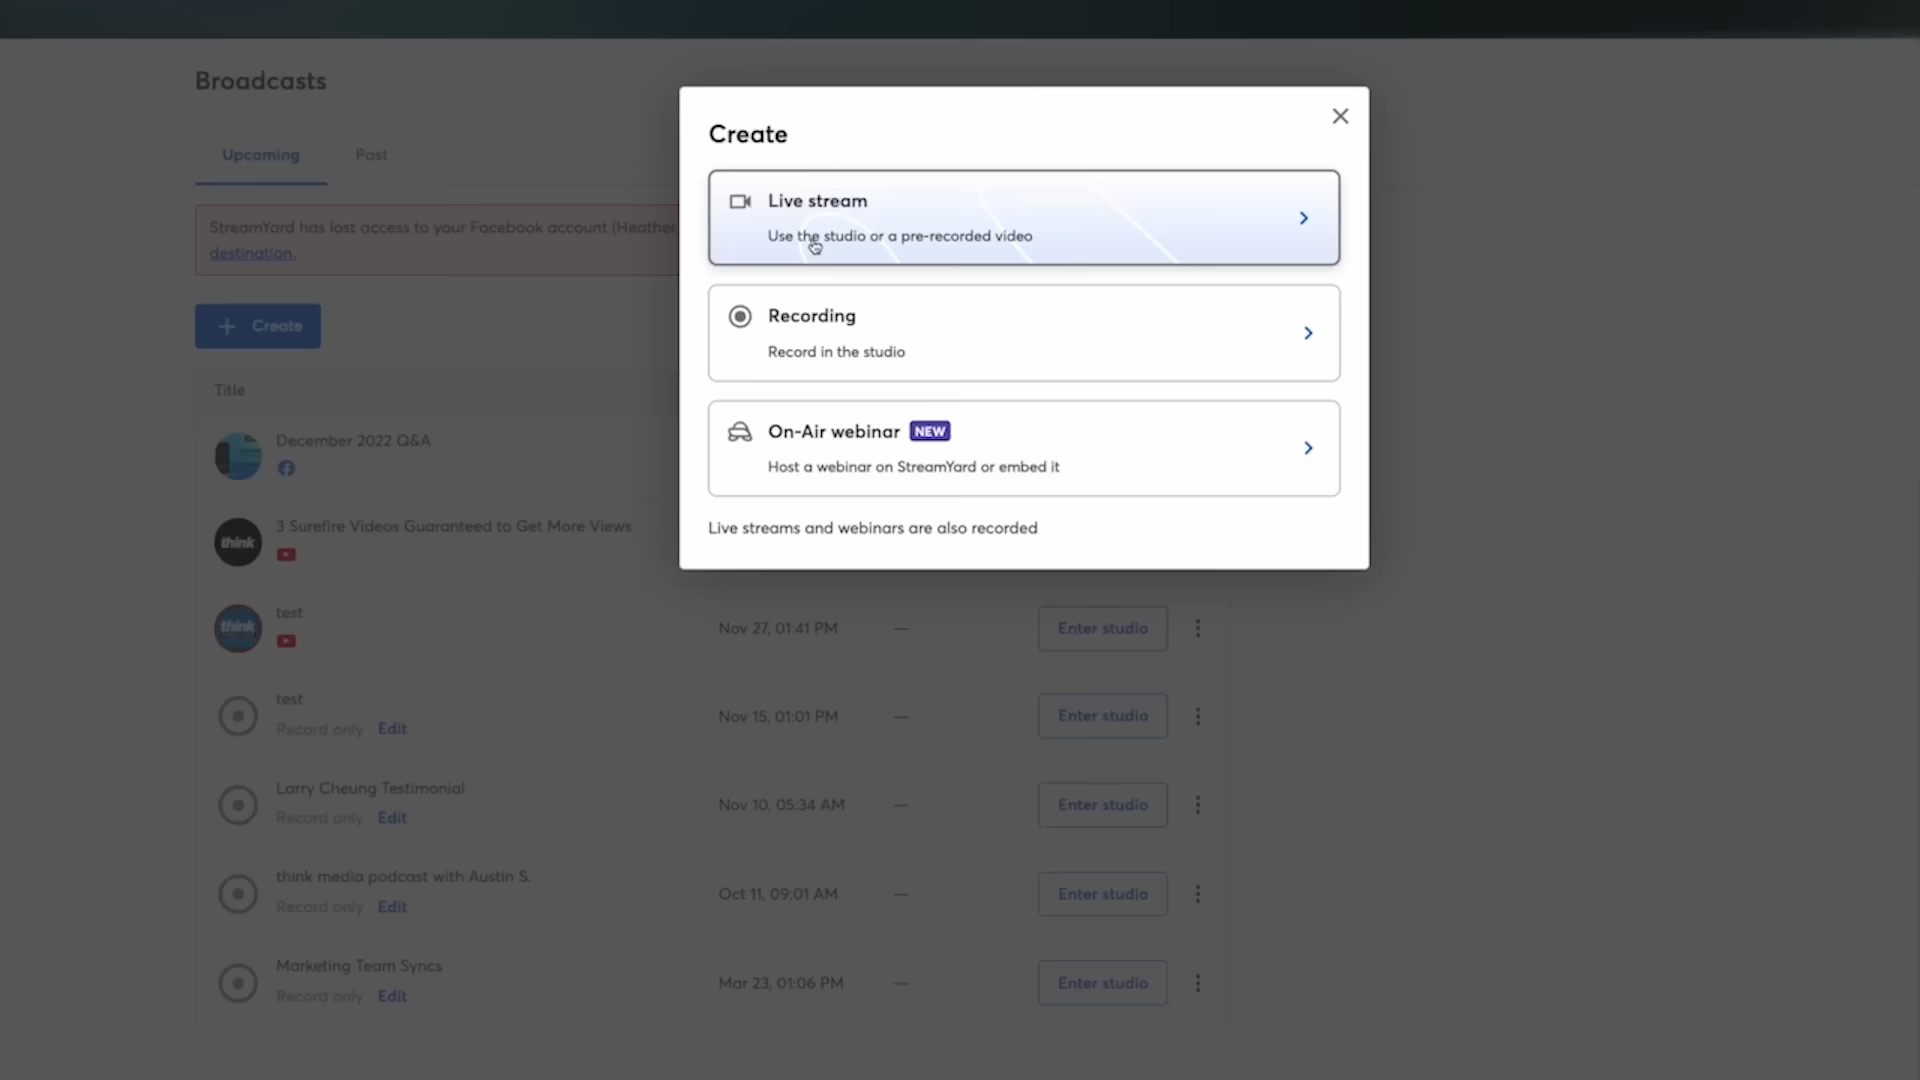 Broadcasts
Upcoming
Past
StreamYard has lost access to your Facebook account (Heather
destination.
Create
Title
December 2022 Q&A
3 Surefire Videos Guaranteed to Get More Views
think
test
think
Nov 27, 01:41 PM
—
Enter studio
test
Record only Edit
Nov 15, 01:01 PM
—
Enter studio
Larry Cheung Testimonial
Record only Edit
Nov 10, 05:34 AM
—
Enter studio
think media podcast with Austin S.
Record only Edit
Oct 11, 09:01 AM
—
Enter studio
Marketing Team Syncs
Record only Edit
Mar 23, 01:06 PM
—
Enter studio
Create
Live stream
Use the studio or a pre-recorded video
Recording
Record in the studio
On-Air webinar NEW
Host a webinar on StreamYard or embed it
Live streams and webinars are also recorded